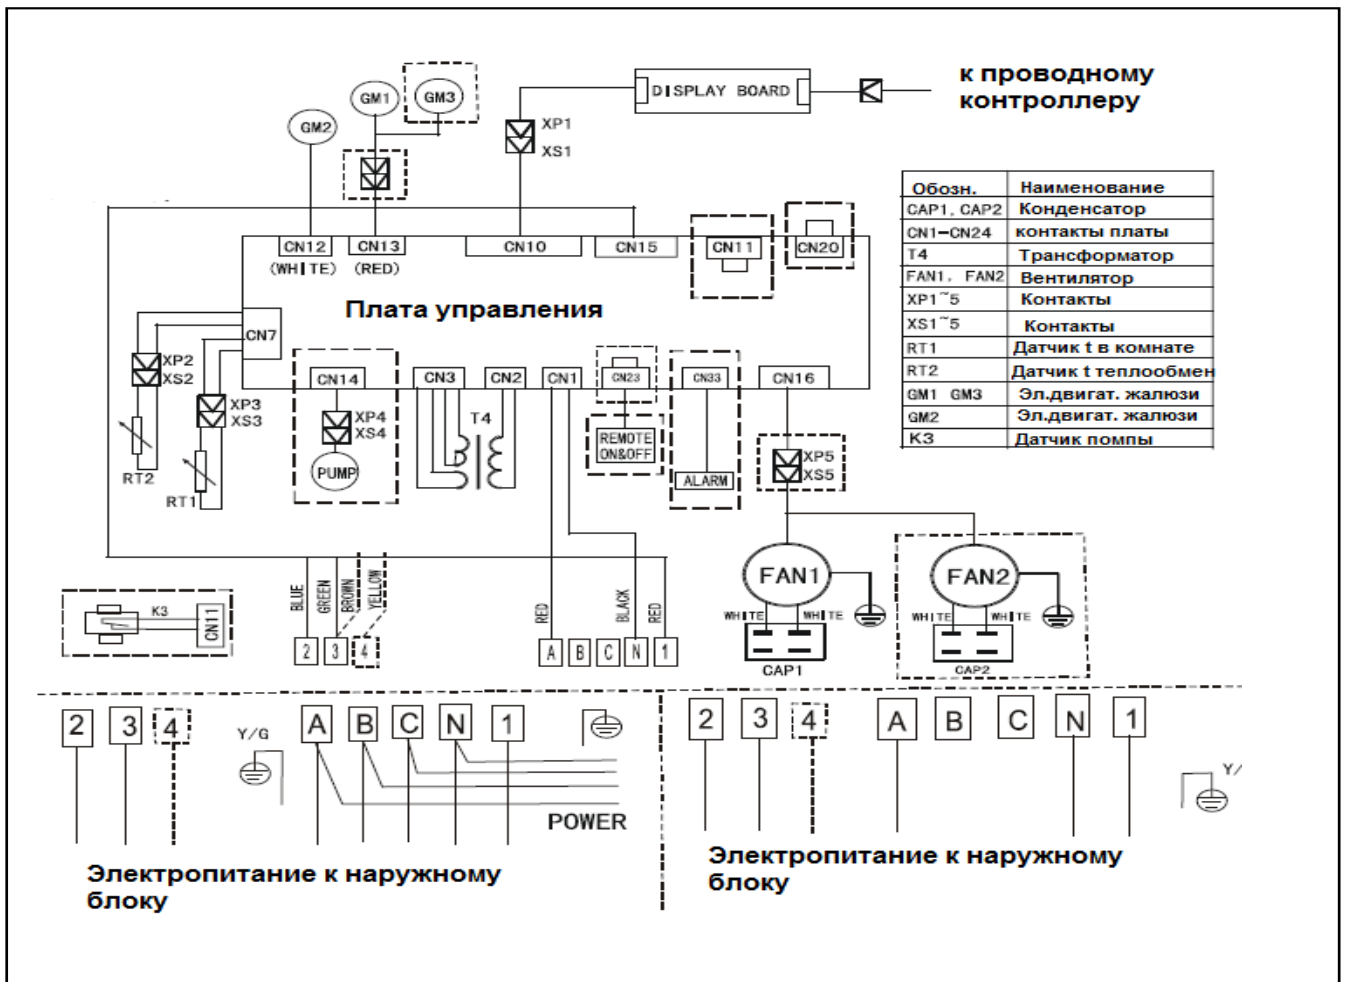 к проводному
контроллеру
DISPLAY BOARD
GM1
GM3
GM2
XP1
XS1
Обозн. Наименование
CAP1, CAP2 Конденсатор
CN1-CN24 контакты платы
T4 Трансформатор
FAN1, FAN2 Вентилятор
XP1~5 Контакты
XS1~5 Контакты
RT1 Датчик t в комнате
RT2 Датчик t теплообмен
GM1 GM3 Эл.двигат. жалюзи
GM2 Эл.двигат. жалюзи
K3 Датчик помпы
CN12
(WHITE)
CN13
(RED)
CN10
CN15
CN11
CN20
Плата управления
CN7
XP2
XS2
XP3
XS3
RT2
RT1
CN14
XP4
XS4
PUMP
CN3
CN2
T4
CN1
CN23
REMOTE
ON&OFF
CN33
ALARM
CN16
XP5
XS5
FAN1
WHITE
WHITE
CAP1
FAN2
WHITE
WHITE
CAP2
K3
CN11
BLUE
GREEN
BROWN
YELLOW
2 3 4
RED
BLACK
RED
A B C N 1
2 3 4
Y/G
A B C N 1
POWER
Электропитание к наружному
блоку
2 3 4
A B C N 1
Y/
Электропитание к наружному
блоку